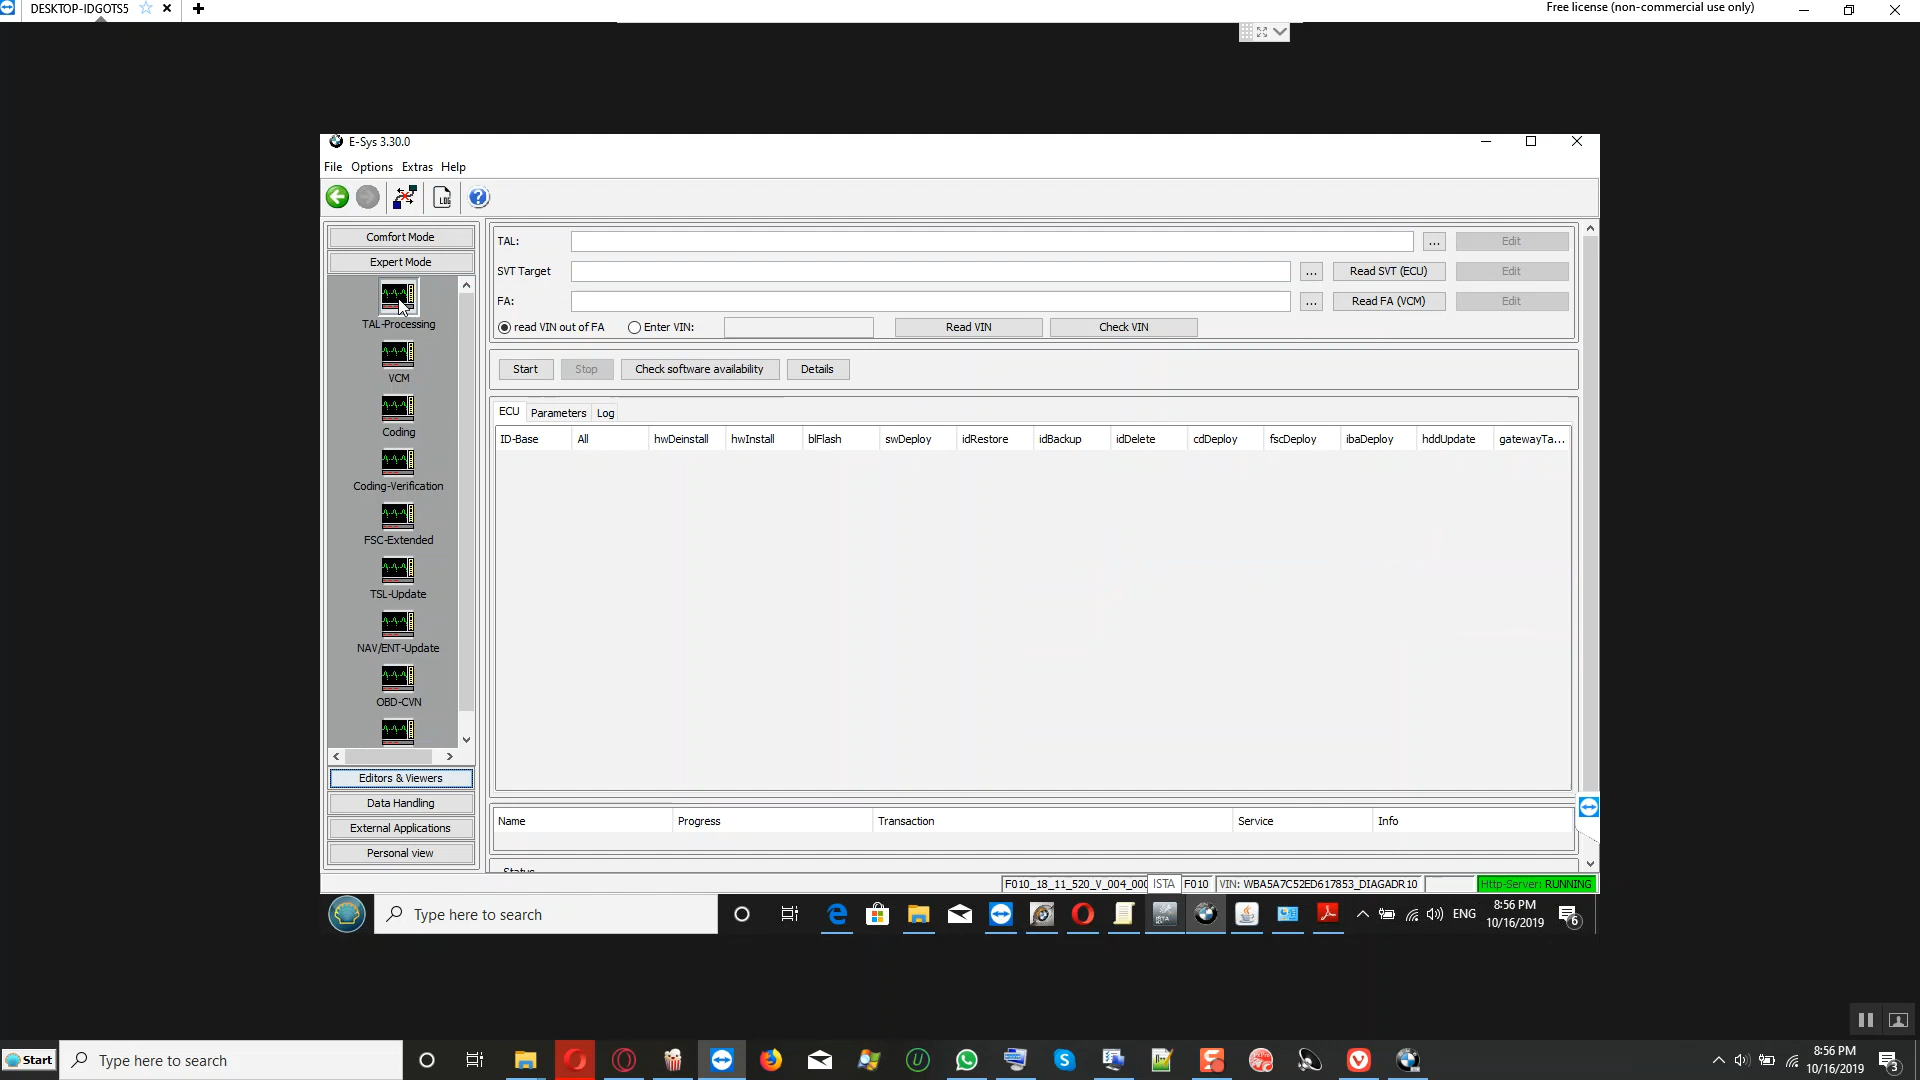 DESKTOP-IDGOTS5
Free license (non-commercial use only)
E-Sys 3.30.0
File Options Extras Help
LOG
Comfort Mode
Expert Mode
TAL-Processing
VCM
Coding
Coding-Verification
FSC-Extended
TSL-Update
NAV/ENT-Update
OBD-CVN
Editors & Viewers
Data Handling
External Applications
Personal view
TAL: ... Edit
SVT Target ... Read SVT (ECU) Edit
FA: ... Read FA (VCM) Edit
read VIN out of FA Enter VIN: Read VIN Check VIN
Start Stop Check software availability Details
ECU Parameters Log
ID-Base All hwDeinstall hwInstall blFlash swDeploy idRestore idBackup idDelete cdDeploy fscDeploy ibaDeploy hddUpdate gatewayTa...
Name Progress Transaction Service Info
Status
F010_18_11_520_V_004_000 ISTA F010 VIN: WBA5A7C52ED617853_DIAGADR10 Http-Server: RUNNING
Type here to search
ENG
8:56 PM
10/16/2019
6
Start
Type here to search
8:56 PM
10/16/2019
3